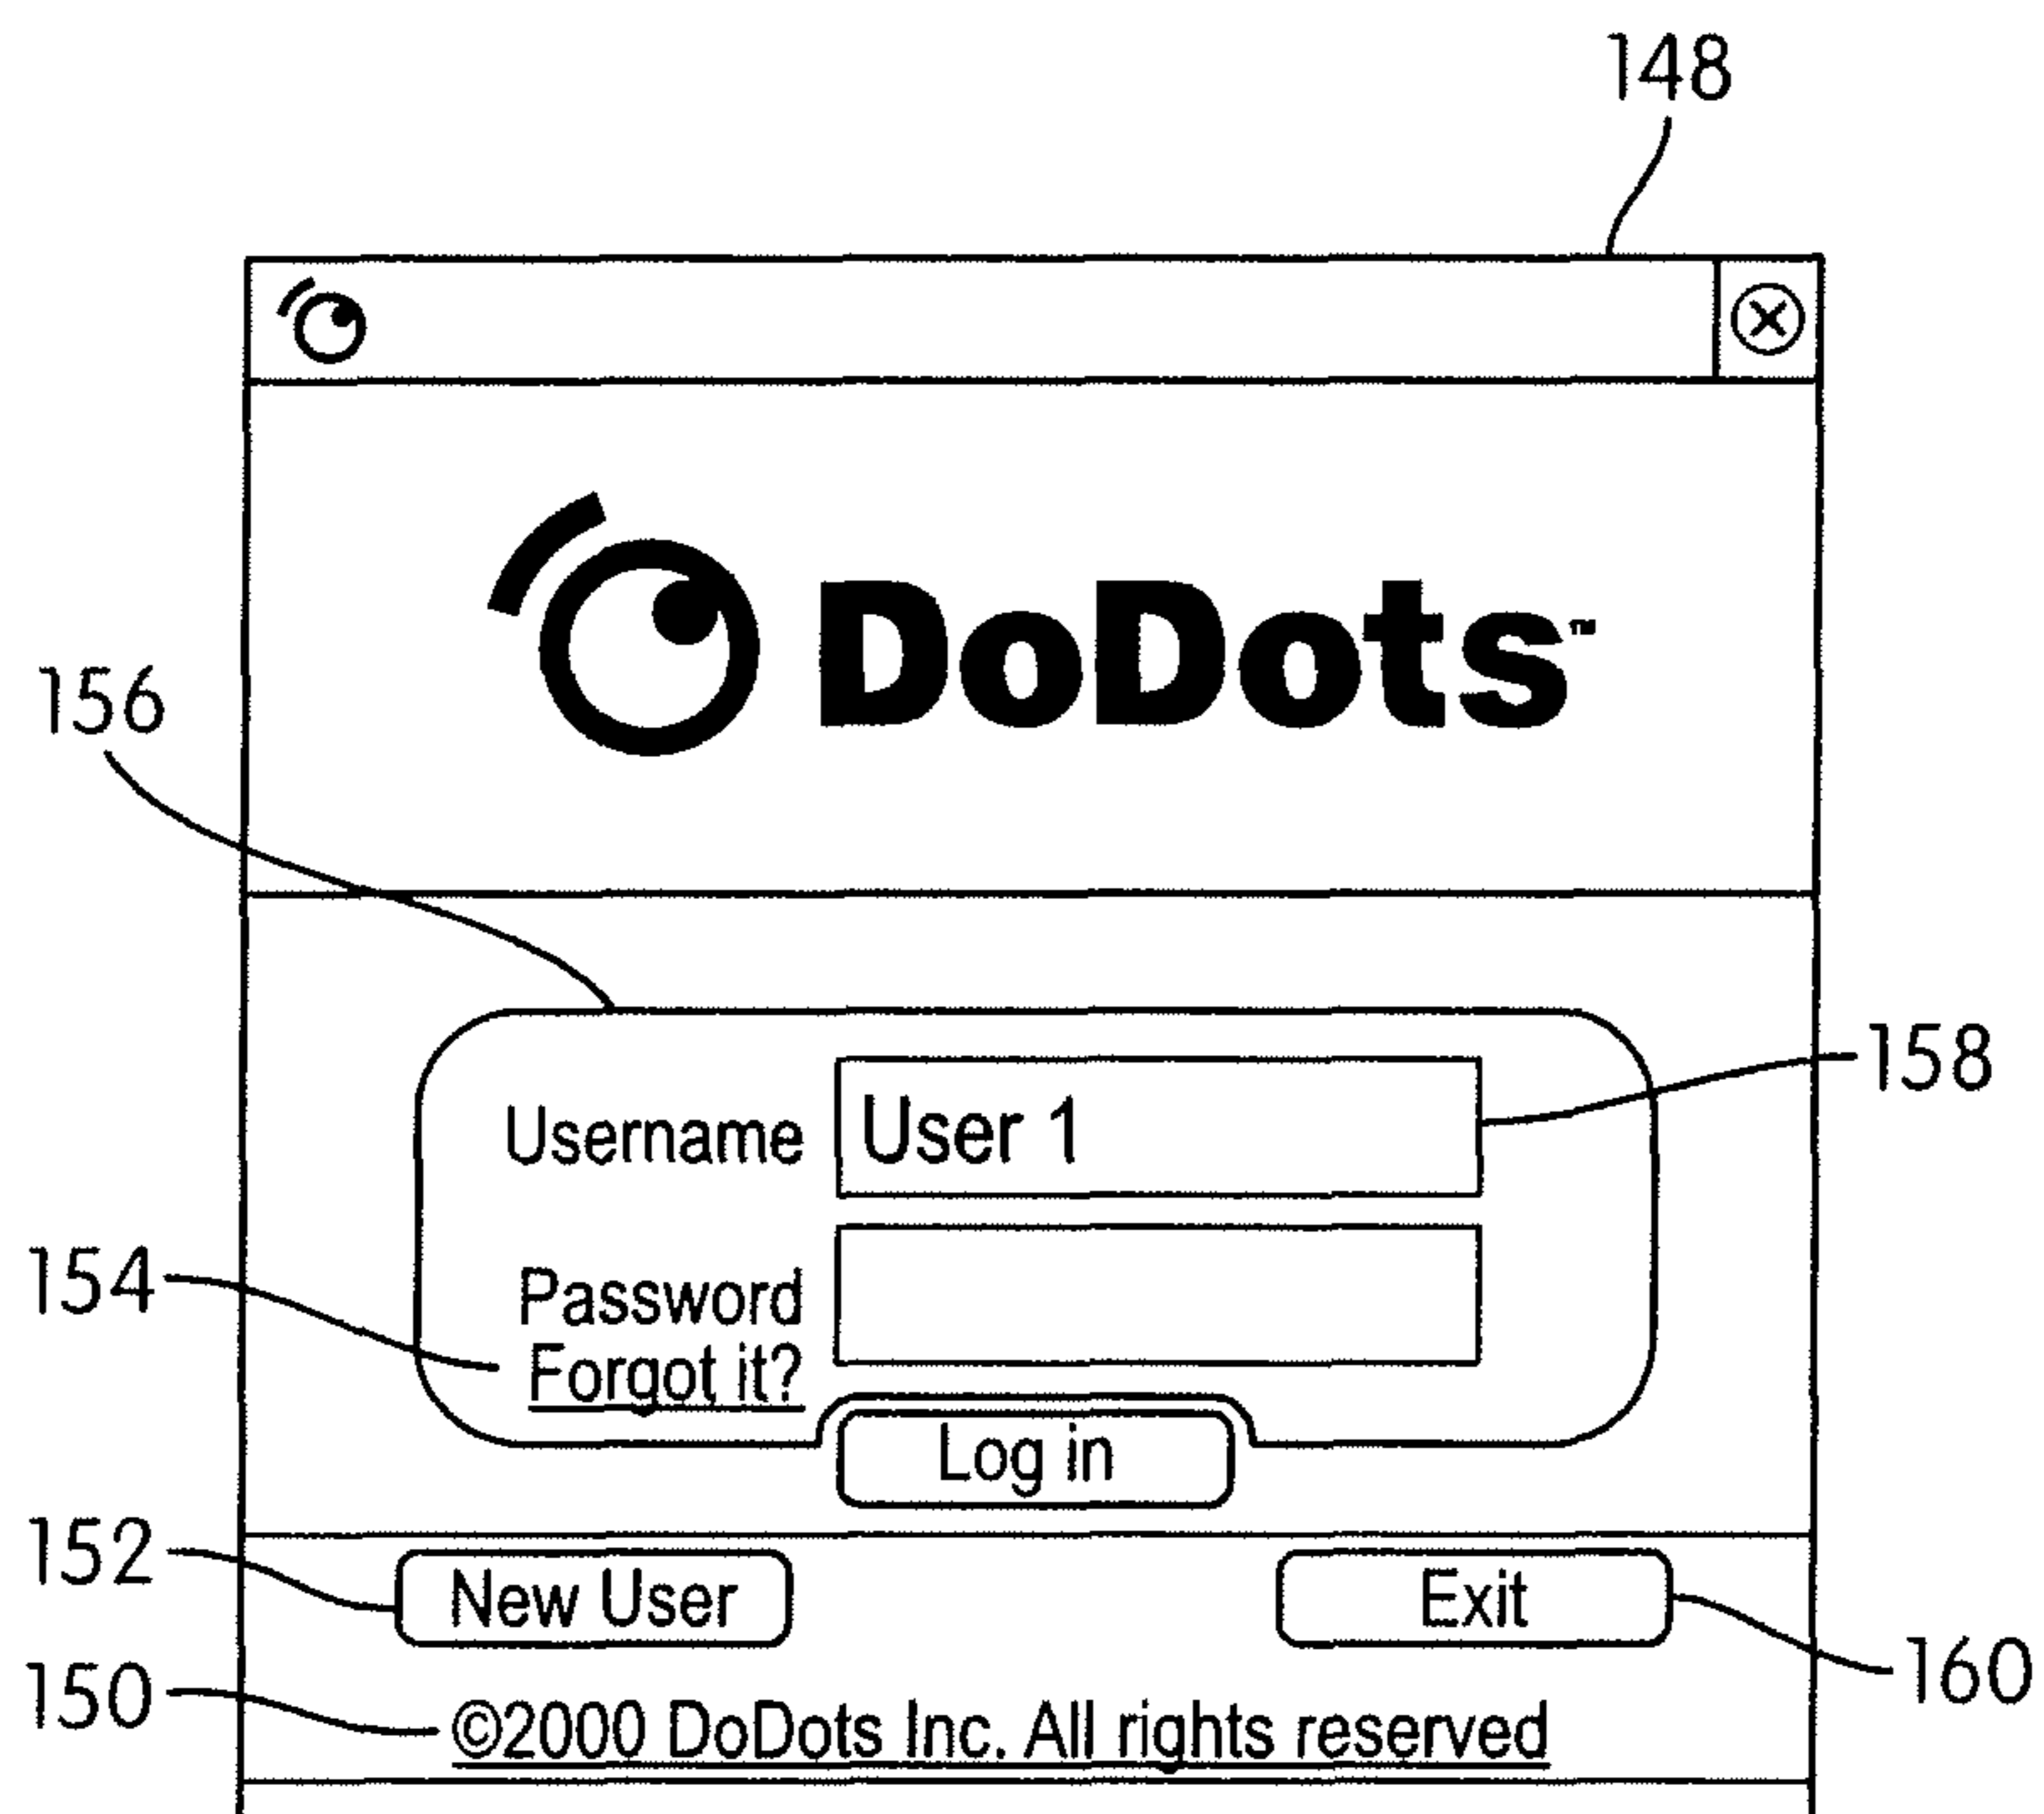 148
DoDots™
156
158
Username User 1
154
Password
Forgot it?
Log in
152
New User Exit
160
150
©2000 DoDots Inc. All rights reserved